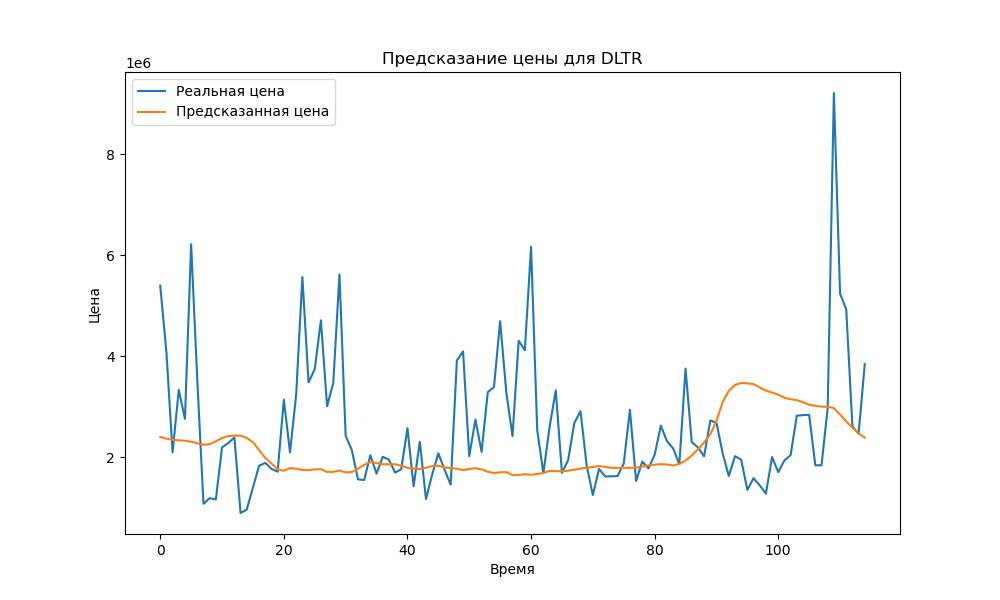 Предсказание цены для DLTR
1e6
Реальная цена
Предсказанная цена
8
6
4
2
Цена
0 20 40 60 80 100
Время